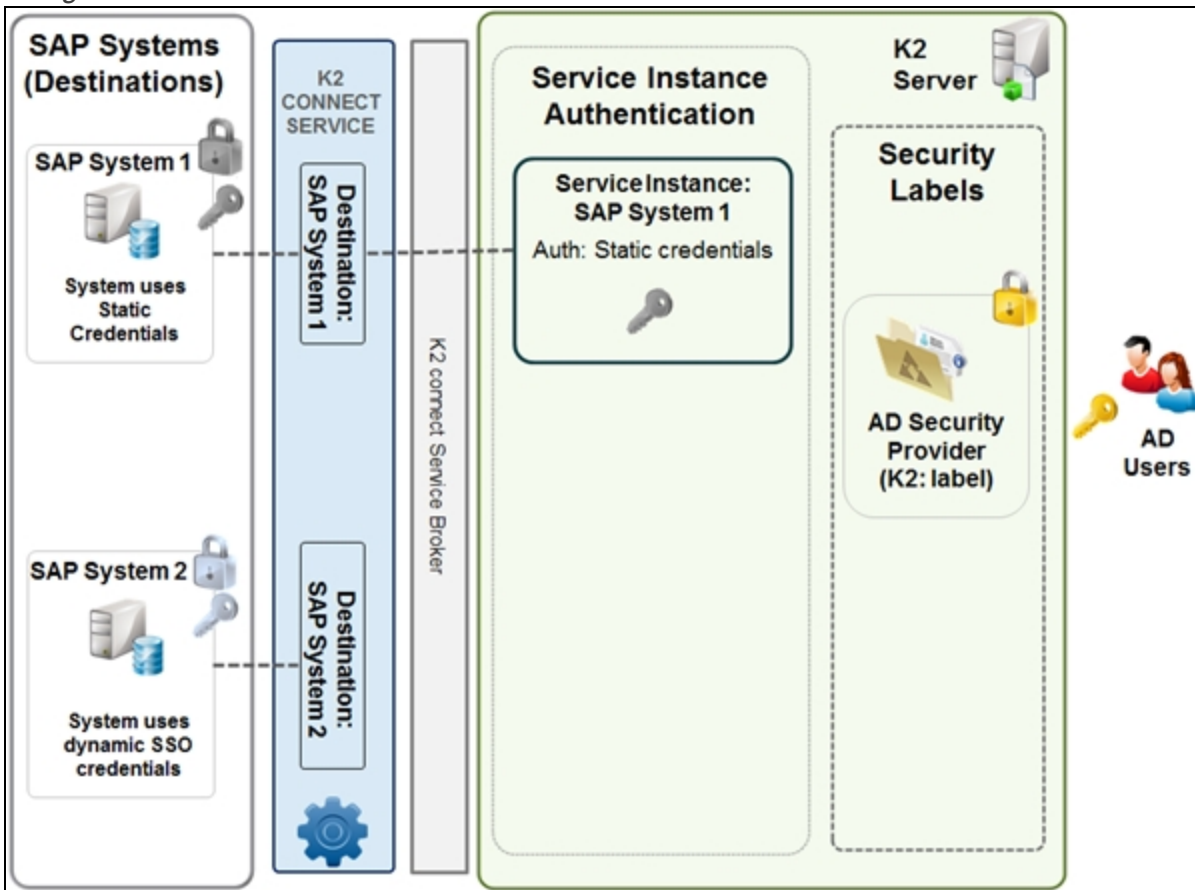 SAP Systems
(Destinations)
SAP System 1
System uses
Static
Credentials
SAP System 2
System uses
dynamic SSO
credentials
K2
CONNECT
SERVICE
Destination:
SAP System 1
Destination:
SAP System 2
K2 connect Service Broker
Service Instance
Authentication
Service Instance:
SAP System 1
Auth: Static credentials
K2
Server
Security
Labels
AD Security
Provider
(K2: label)
AD
Users